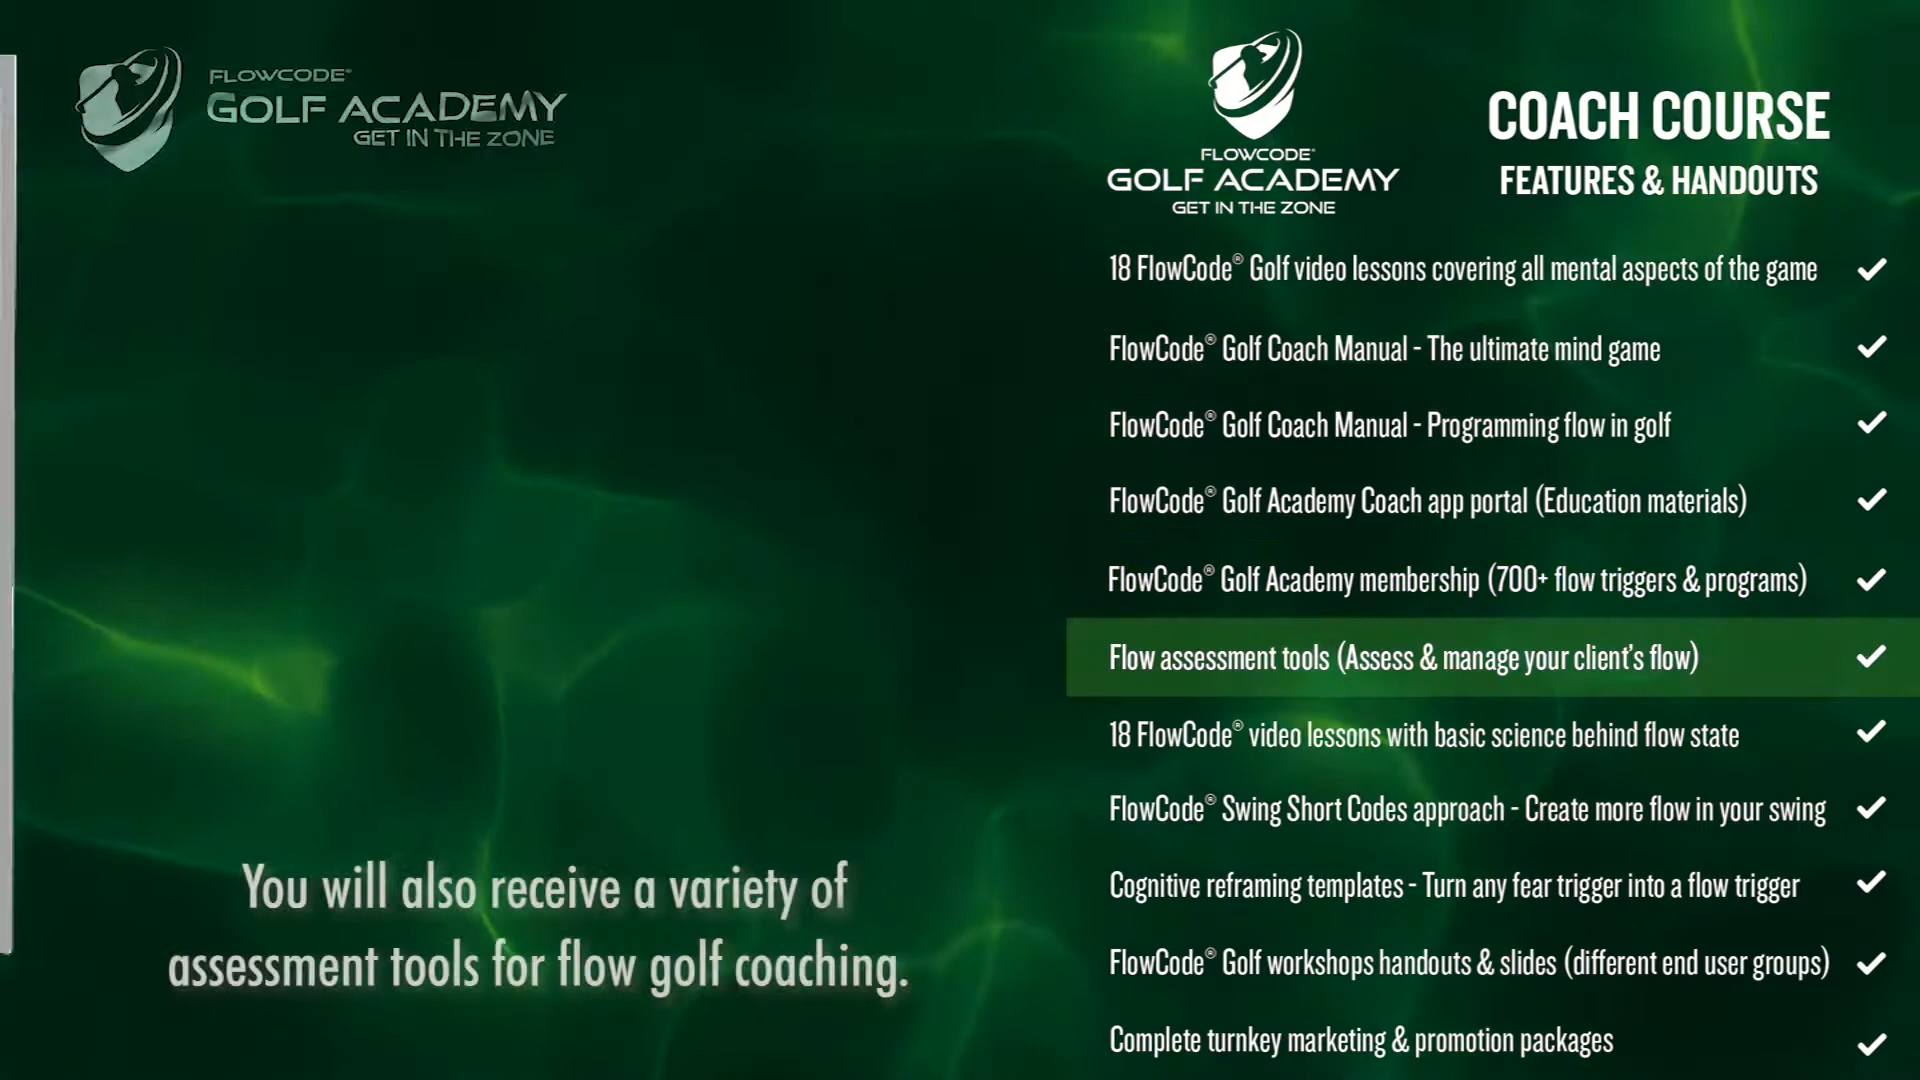 FLOWCODE®
GOLF ACADEMY
GET IN THE ZONE
FLOWCODE®
GOLF ACADEMY
GET IN THE ZONE
COACH COURSE
FEATURES & HANDOUTS
18 FlowCode® Golf video lessons covering all mental aspects of the game
FlowCode® Golf Coach Manual - The ultimate mind game
FlowCode® Golf Coach Manual - Programming flow in golf
FlowCode® Golf Academy Coach app portal (Education materials)
FlowCode® Golf Academy membership (700+ flow triggers & programs)
Flow assessment tools (Assess & manage your client's flow)
18 FlowCode® video lessons with basic science behind flow state
FlowCode® Swing Short Codes approach - Create more flow in your swing
Cognitive reframing templates - Turn any fear trigger into a flow trigger
FlowCode® Golf workshops handouts & slides (different end user groups)
Complete turnkey marketing & promotion packages
You will also receive a variety of
assessment tools for flow golf coaching.